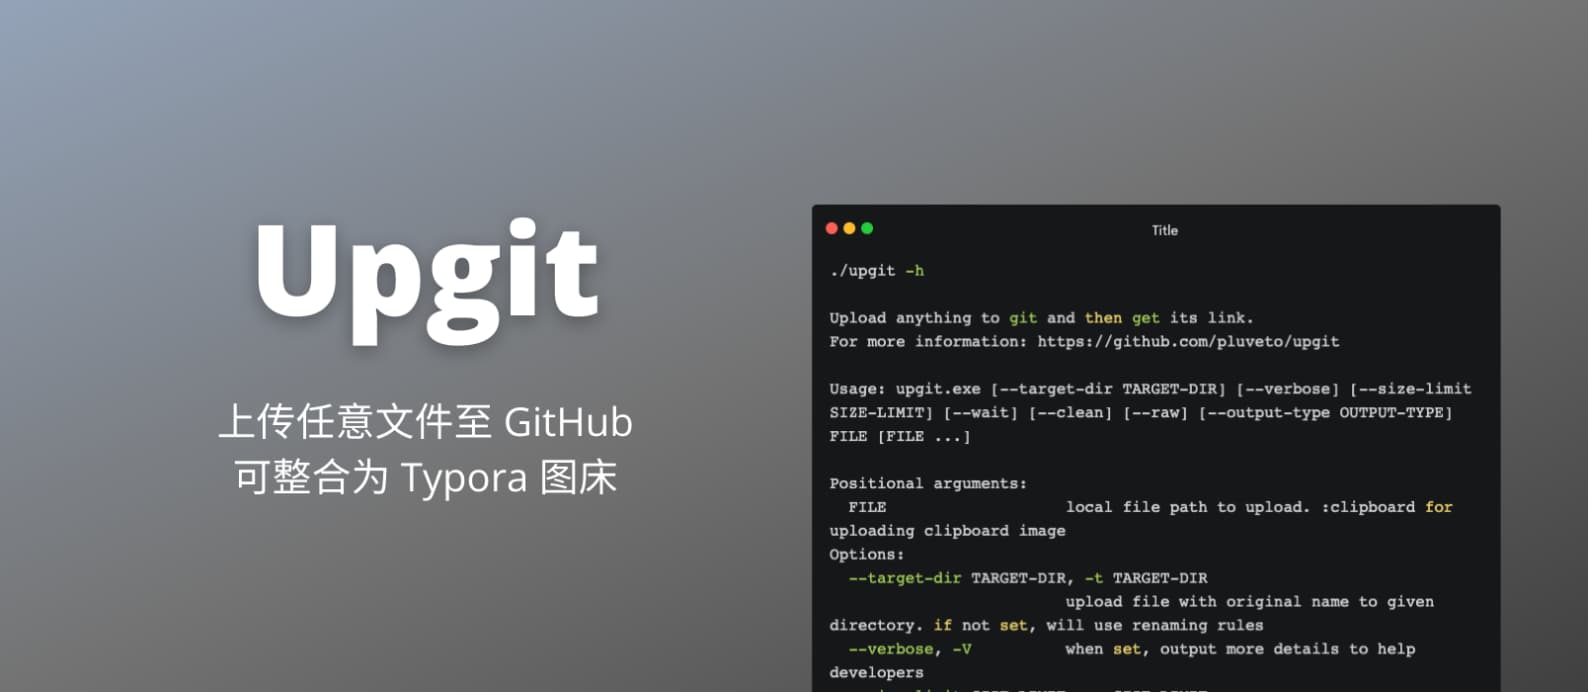 Upgit
上传任意文件至 GitHub
可整合为 Typora 图床
Title
./upgit -h
Upload anything to git and then get its link.
For more information: https://github.com/pluveto/upgit
Usage: upgit.exe [--target-dir TARGET-DIR] [--verbose] [--size-limit
SIZE-LIMIT] [--wait] [--clean] [--raw] [--output-type OUTPUT-TYPE]
FILE [FILE ...]
Positional arguments:
FILE local file path to upload. :clipboard for
uploading clipboard image
Options:
--target-dir TARGET-DIR, -t TARGET-DIR
upload file with original name to given
directory. if not set, will use renaming rules
--verbose, -V when set, output more details to help
developers